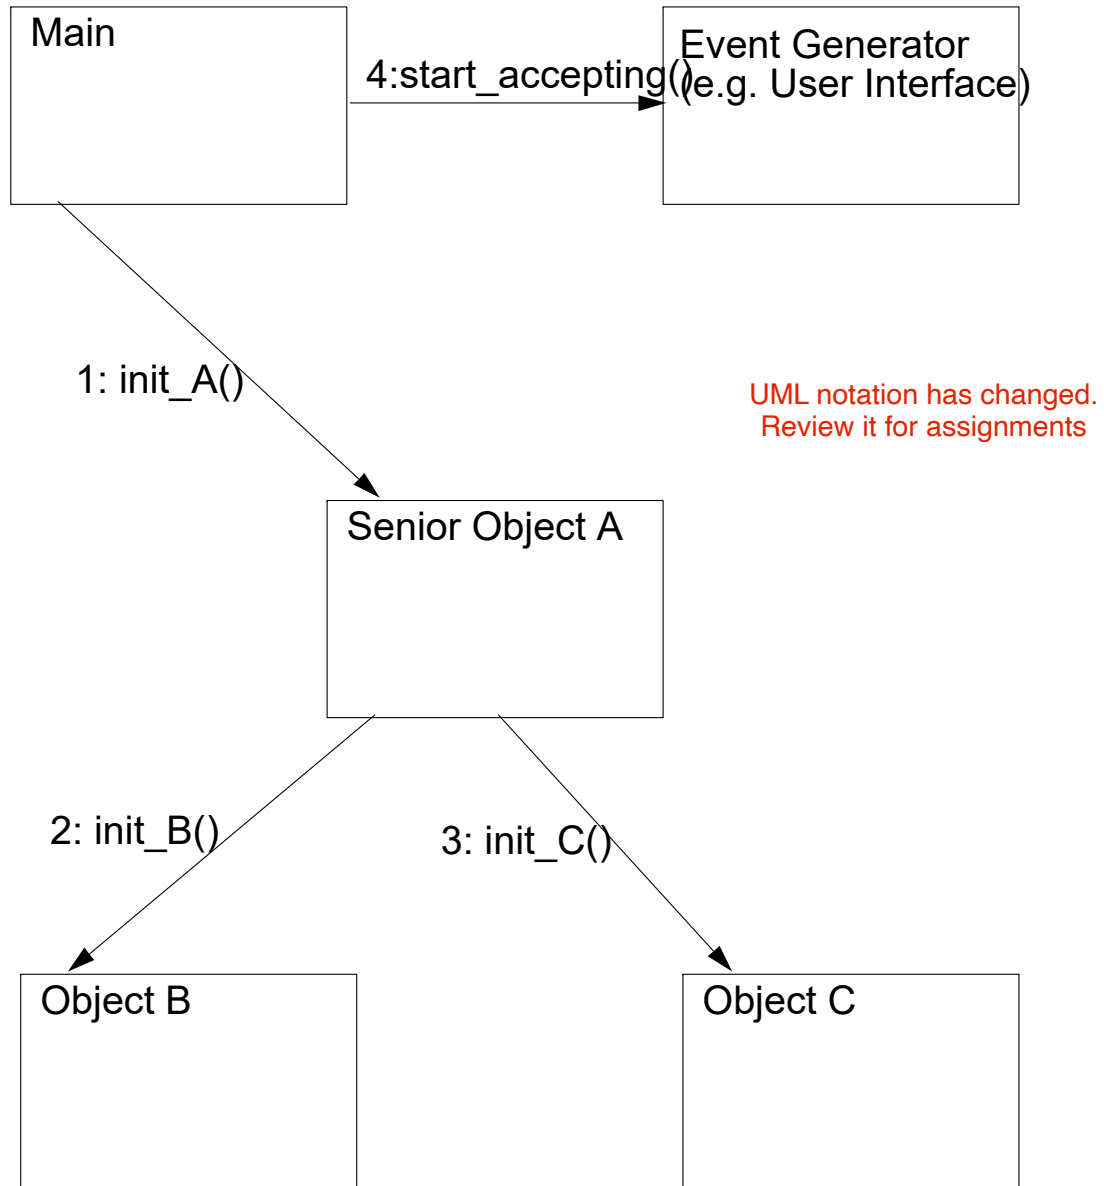 Main
4:start_accepting()
Event Generator
(e.g. User Interface)
1: init_A()
UML notation has changed.
Review it for assignments
Senior Object A
2: init_B()
3: init_C()
Object B
Object C